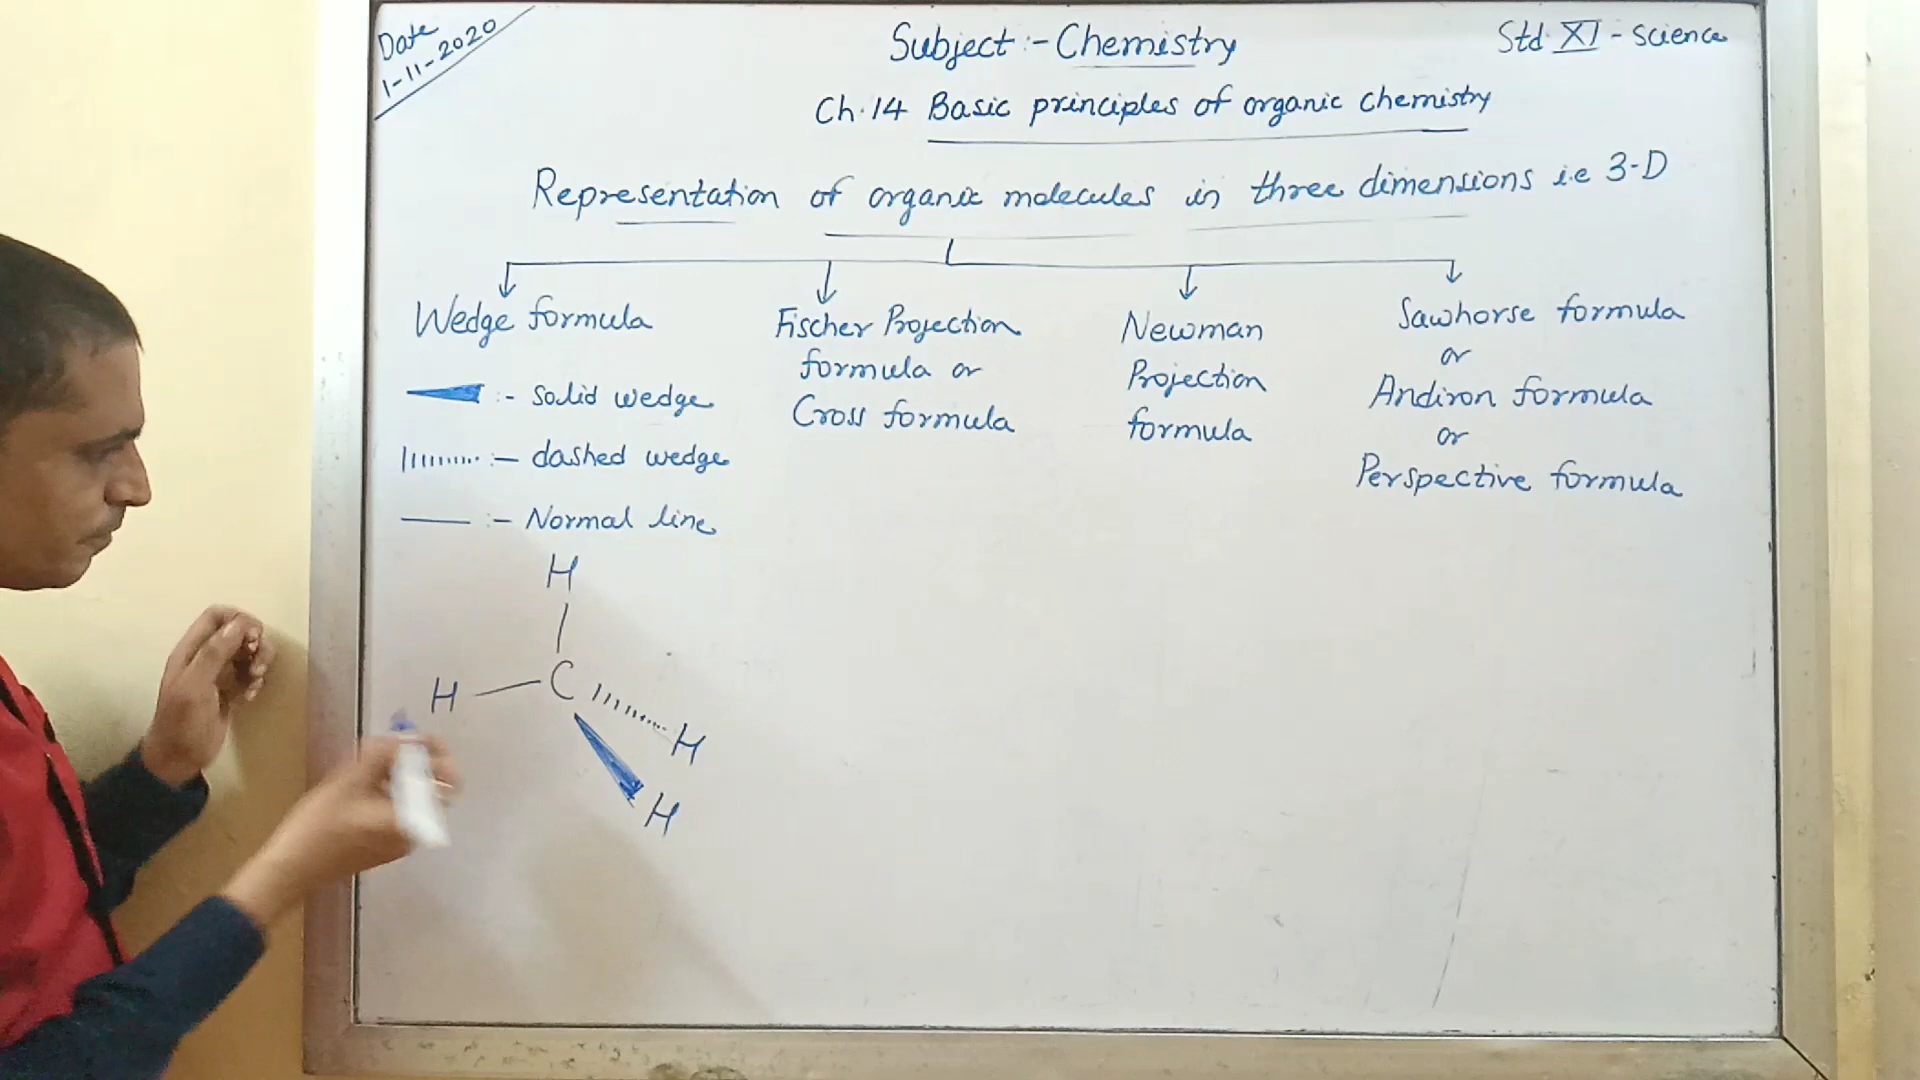 Date
1-11-2020
Subject :- Chemistry
Std. XI - Science
Ch. 14 Basic principles of organic chemistry
Representation of organic molecules in three dimensions i.e 3-D
Wedge formula
:- Solid wedge
:- dashed wedge
:- Normal line
Fischer Projection
formula or
Cross formula
Newman
Projection
formula
Sawhorse formula
or
Andiron formula
or
Perspective formula
H
H C
H
H